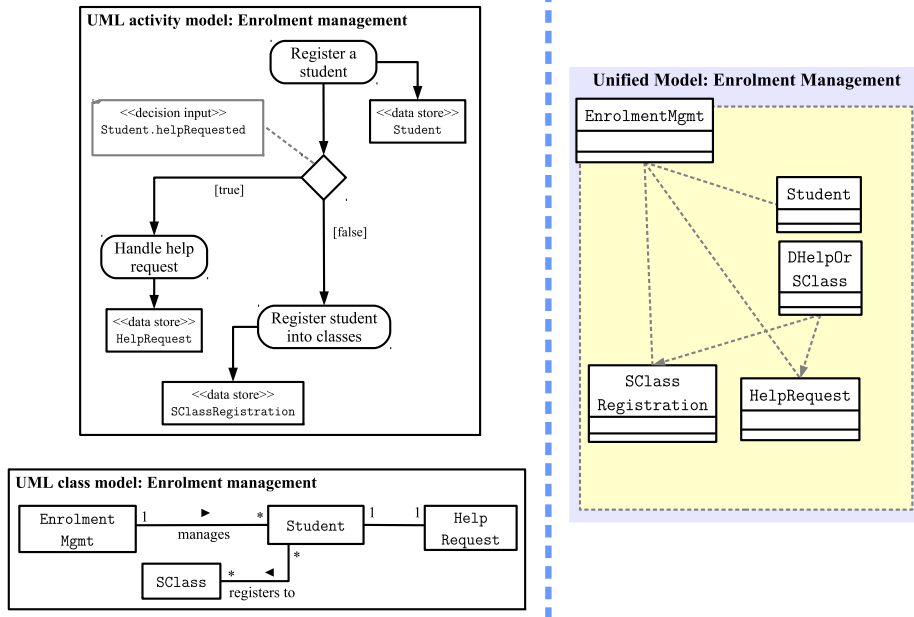 UML activity model: Enrolment management
Register a
student
<<decision input>>
Student.helpRequested
<<data store>>
Student
[true]
[false]
Handle help
request
<<data store>>
HelpRequest
Register student
into classes
<<data store>>
SClassRegistration
UML class model: Enrolment management
Enrolment
Mgmt
1
manages
*
Student
1
1
Help
Request
*
SClass
*
registers to
Unified Model: Enrolment Management
EnrolmentMgmt
Student
DHelpOr
SClass
SClass
Registration
HelpRequest